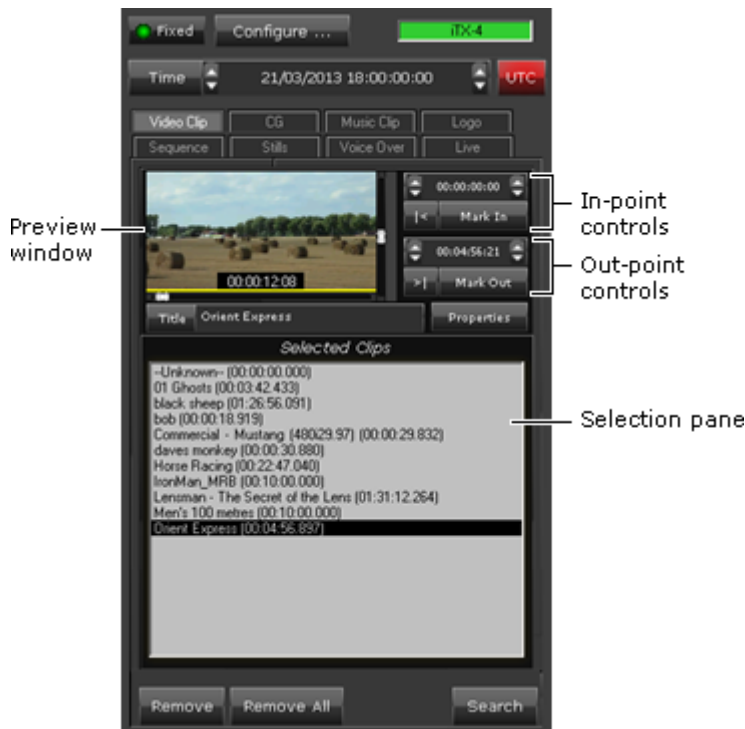 Fixed
Configure ...
iTX-4
Time
21/03/2013 18:00:00:00
UTC
Video Clip
CG
Music Clip
Logo
Sequence
Stills
Voice Over
Live
Preview window
00:00:12:08
00:00:00:00
|<
Mark In
In-point controls
00:04:56:21
>|
Mark Out
Out-point controls
Title
Orient Express
Properties
Selected Clips
--Unknown-- (00:00:00.000)
01 Ghosts (00:03:42.433)
black sheep (01:26:56.091)
bob (00:00:18.919)
Commercial - Mustang (480i29.97) (00:00:29.832)
daves monkey (00:00:30.880)
Horse Racing (00:22:47.040)
IronMan_MRB (00:10:00.000)
Lensman - The Secret of the Lens (01:31:12.264)
Men's 100 metres (00:10:00.000)
Orient Express (00:04:56.897)
Selection pane
Remove
Remove All
Search